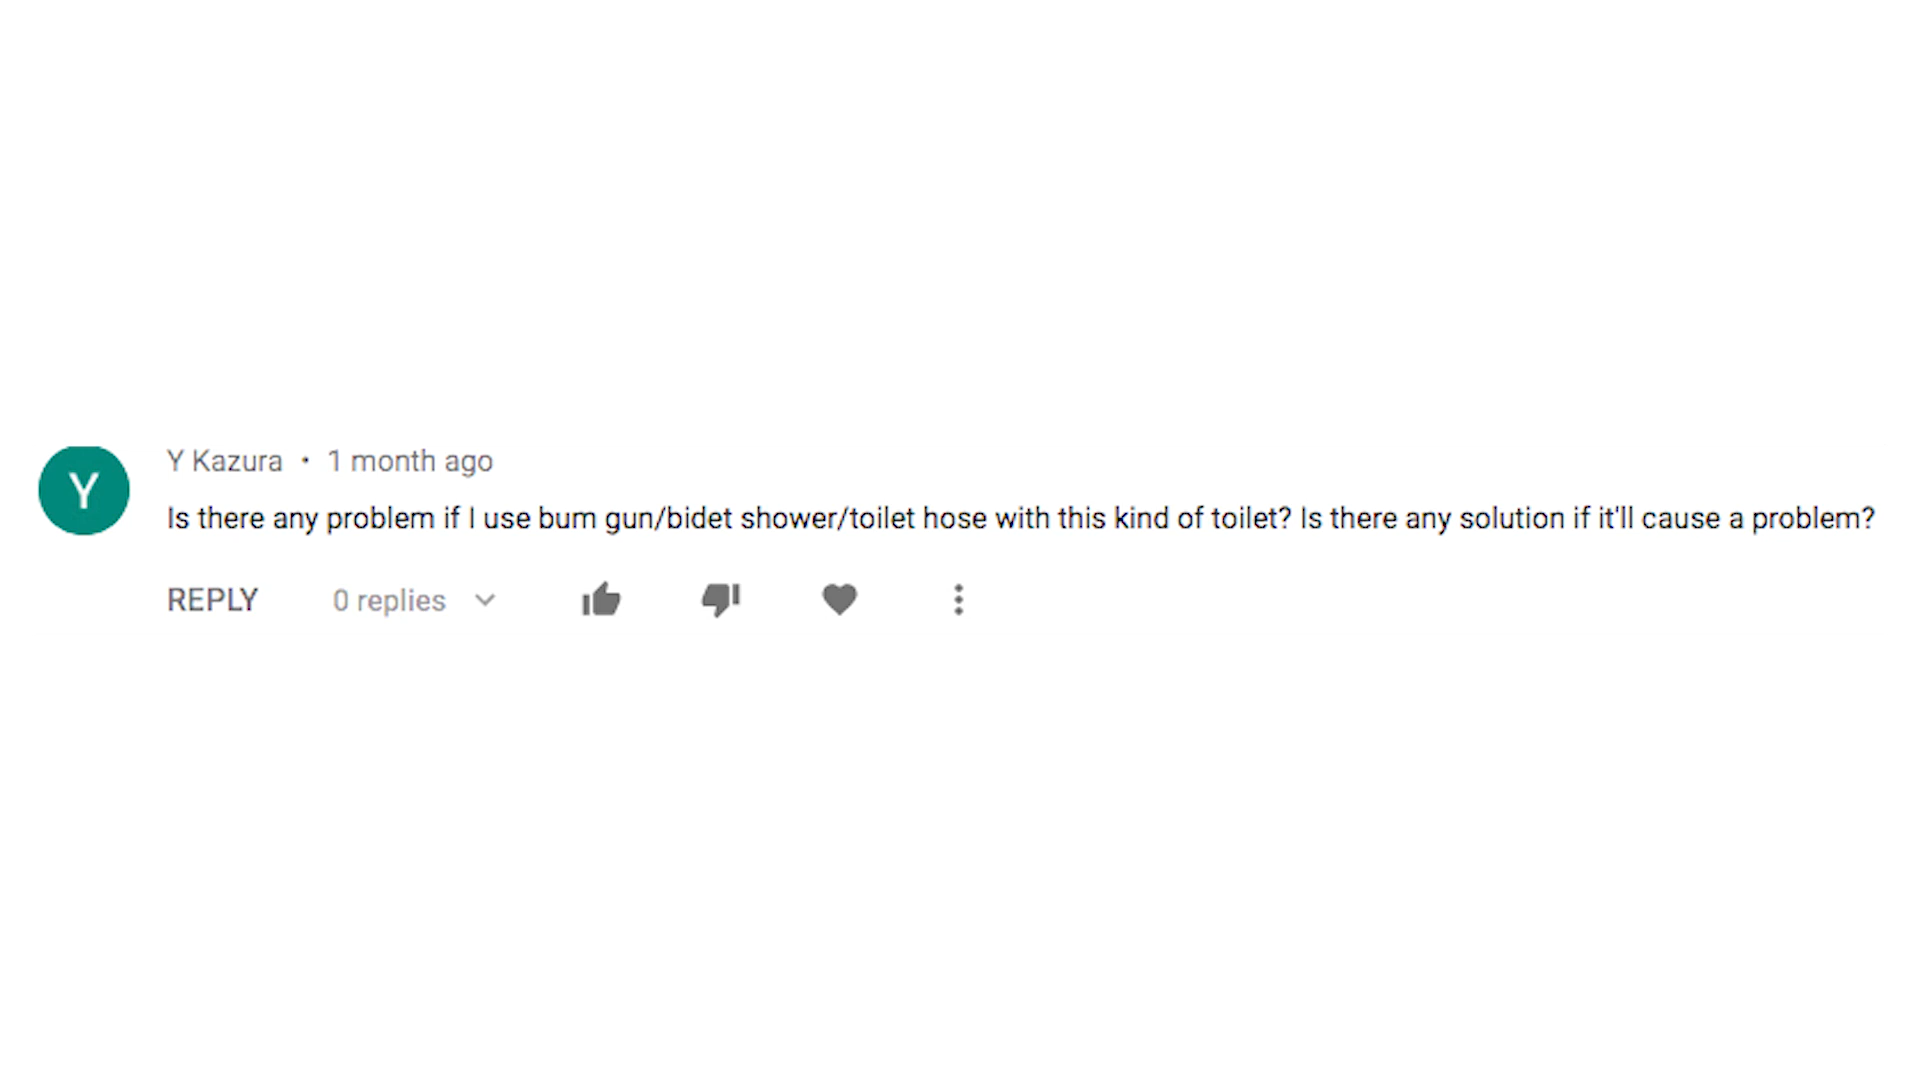 Y
Y Kazura • 1 month ago
Is there any problem if I use bum gun/bidet shower/toilet hose with this kind of toilet? Is there any solution if it'll cause a problem?
REPLY 0 replies